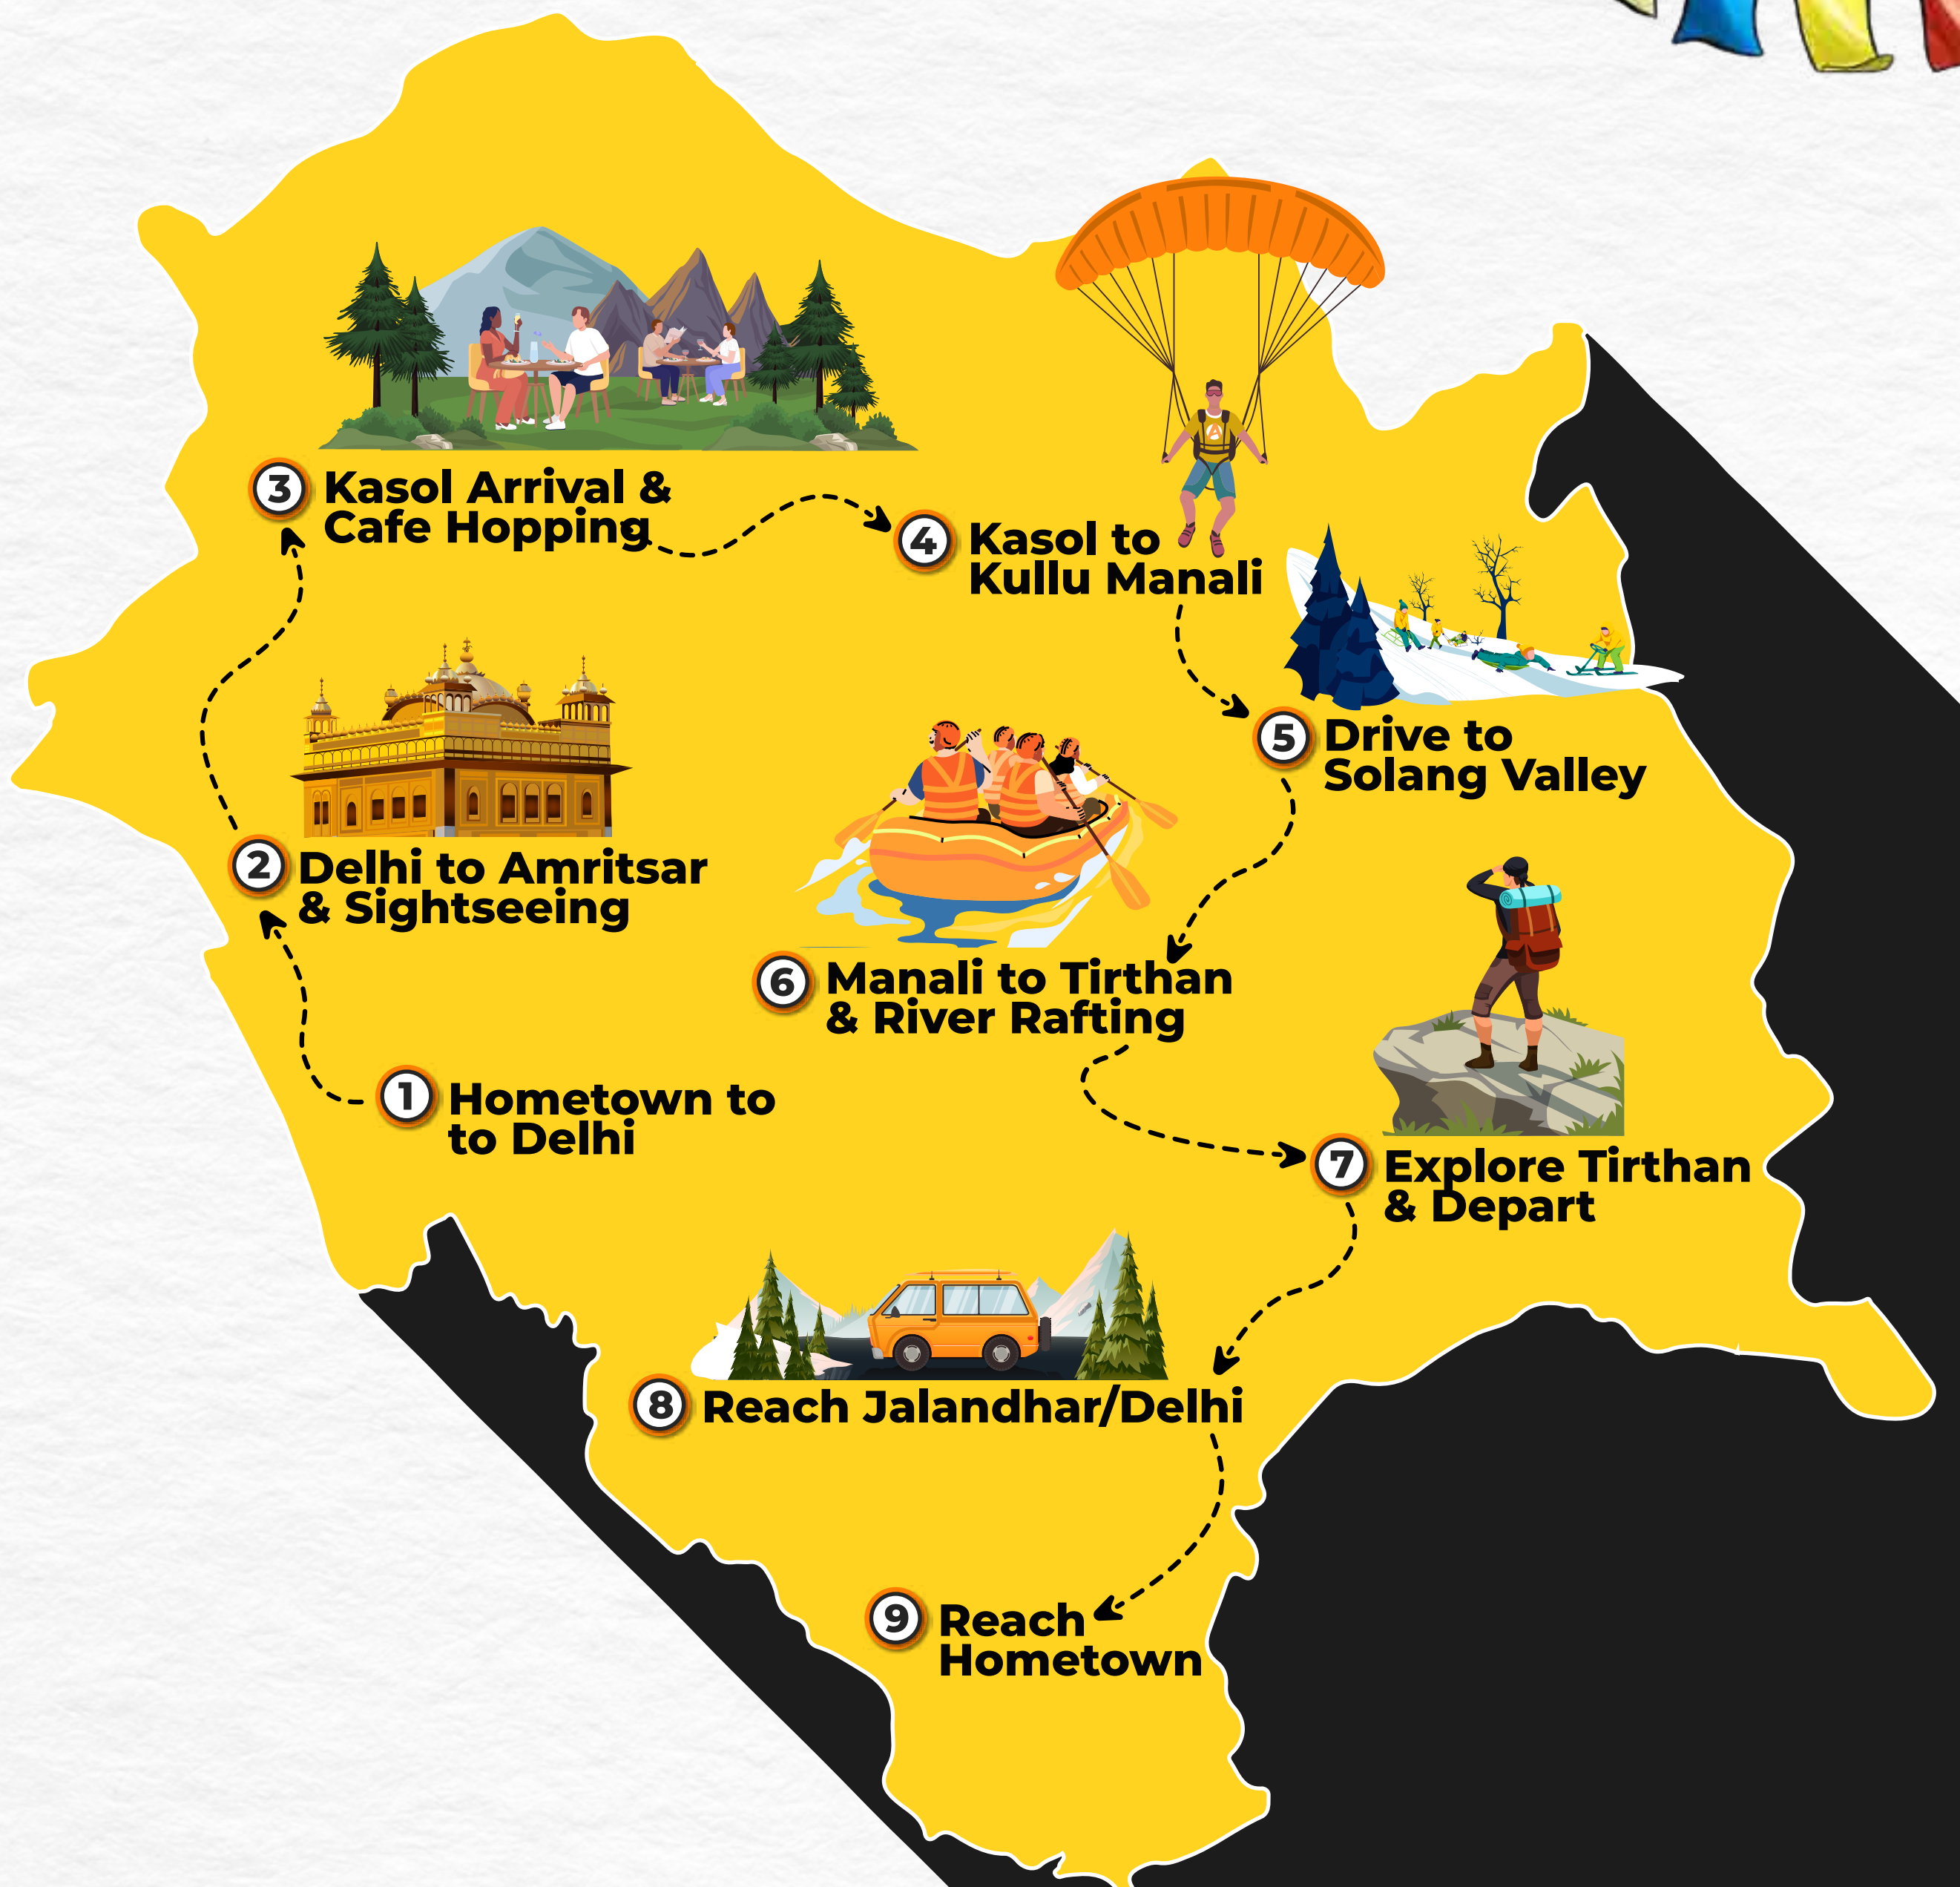 1
Hometown to
to Delhi
2
Delhi to Amritsar
& Sightseeing
3
Kasol Arrival &
Cafe Hopping
4
Kasol to
Kullu Manali
5
Drive to
Solang Valley
6
Manali to Tirthan
& River Rafting
7
Explore Tirthan
& Depart
8
Reach Jalandhar/Delhi
9
Reach
Hometown